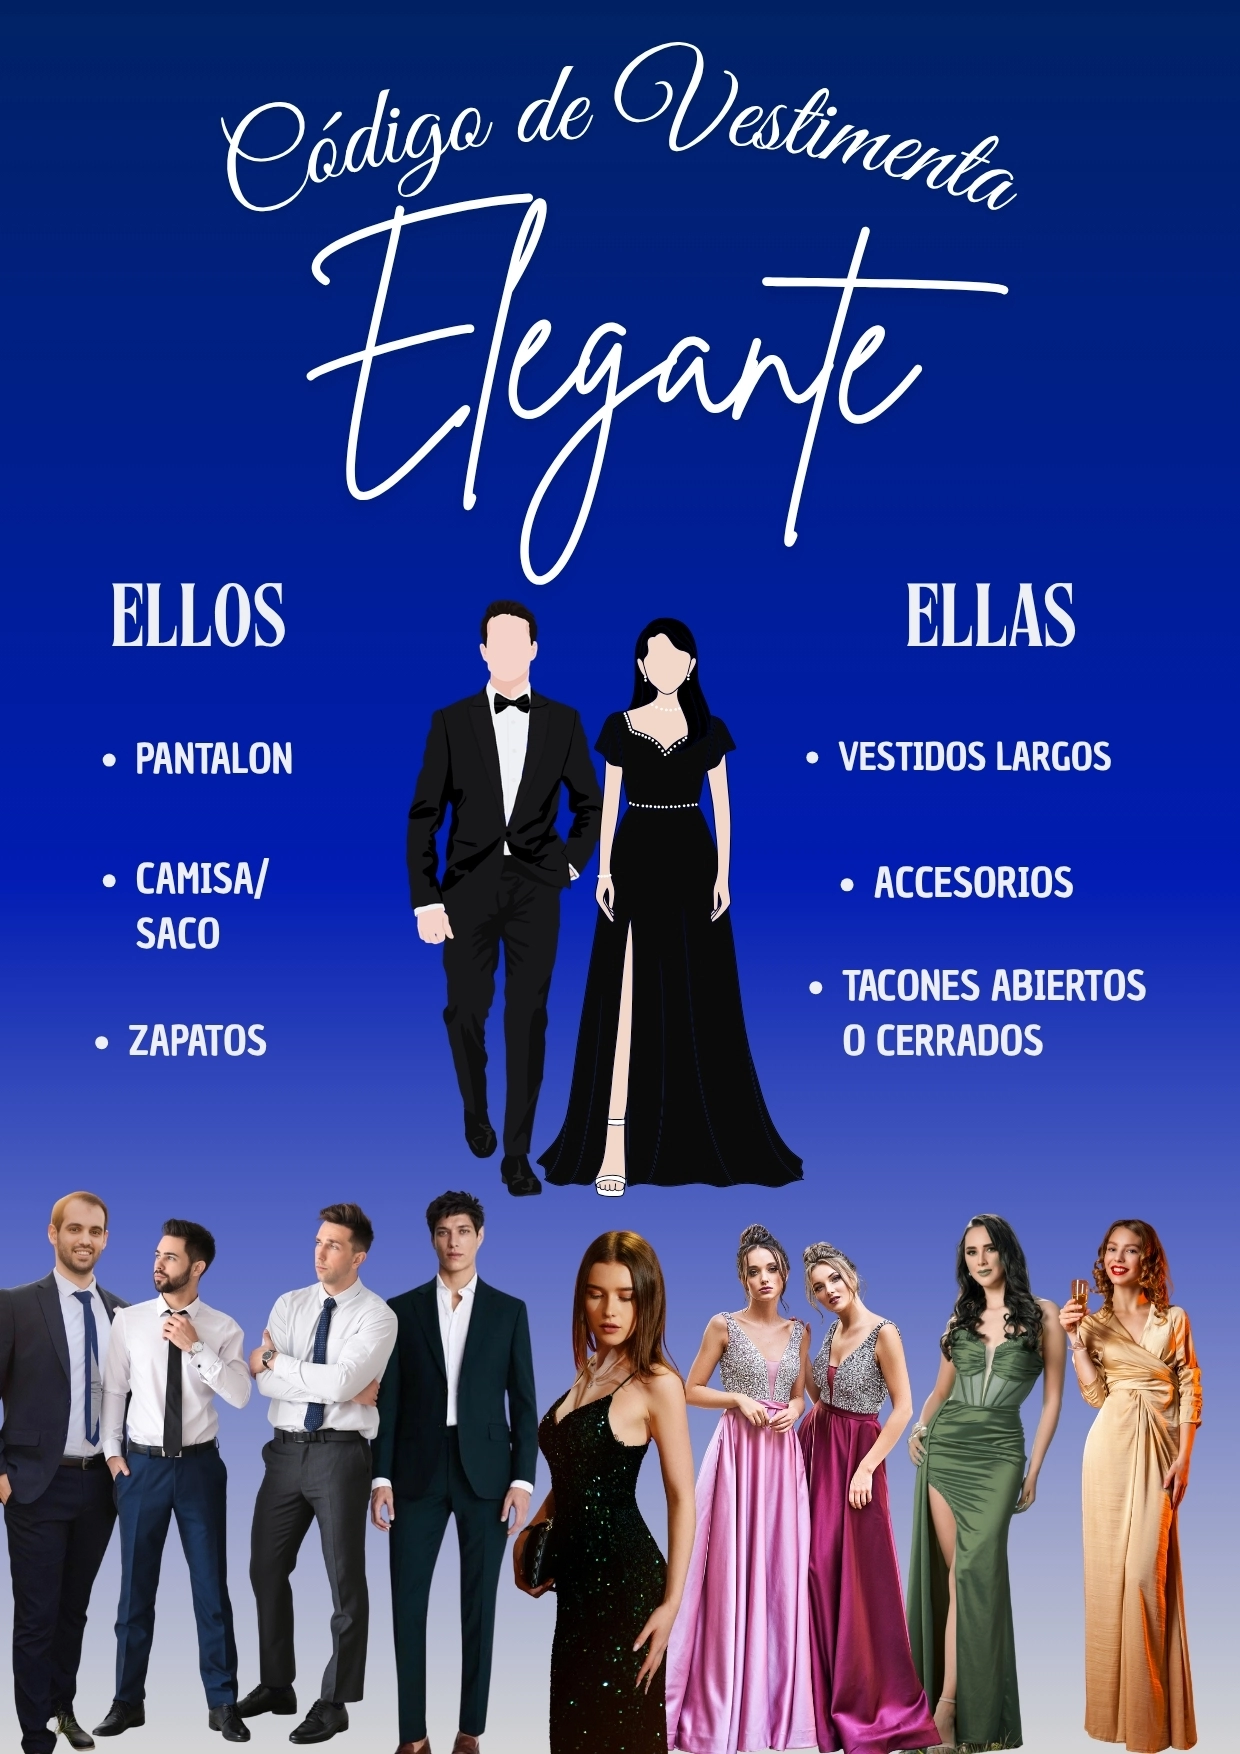 Código de Vestimenta
Elegante
ELLOS
• PANTALON
• CAMISA/
SACO
• ZAPATOS
ELLAS
• VESTIDOS LARGOS
• ACCESORIOS
• TACONES ABIERTOS
O CERRADOS